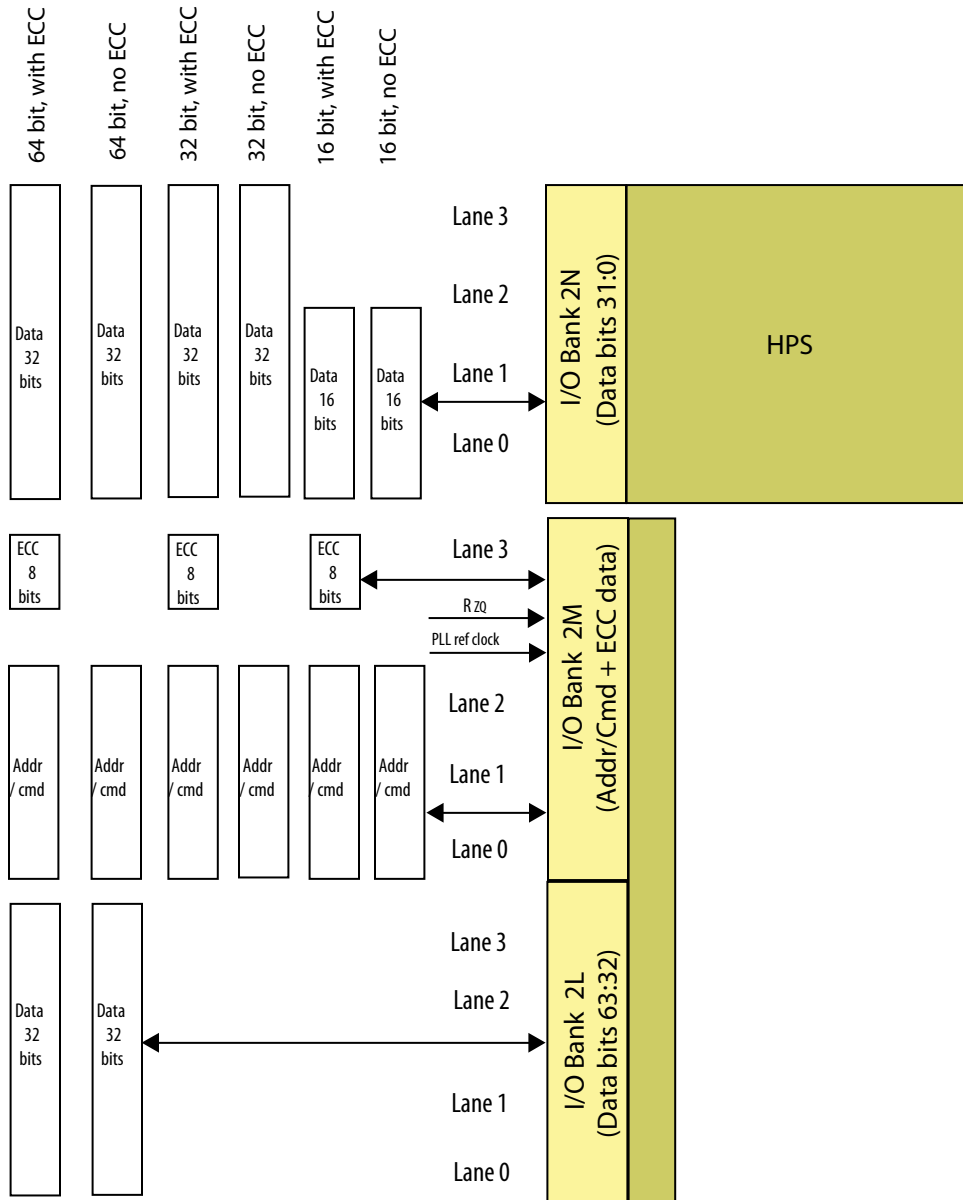 64 bit, with ECC
64 bit, no ECC
32 bit, with ECC
32 bit, no ECC
16 bit, with ECC
16 bit, no ECC
Data
32
bits
Data
32
bits
Data
32
bits
Data
32
bits
Data
16
bits
Data
16
bits
Lane 3
Lane 2
Lane 1
Lane 0
I/O Bank 2N
(Data bits 31:0)
HPS
ECC
8
bits
ECC
8
bits
ECC
8
bits
Lane 3
R ZQ
PLL ref clock
Lane 2
Lane 1
Lane 0
I/O Bank 2M
(Addr/Cmd + ECC data)
Addr
/ cmd
Addr
/ cmd
Addr
/ cmd
Addr
/ cmd
Addr
/ cmd
Addr
/ cmd
Data
32
bits
Data
32
bits
Lane 3
Lane 2
Lane 1
Lane 0
I/O Bank 2L
(Data bits 63:32)